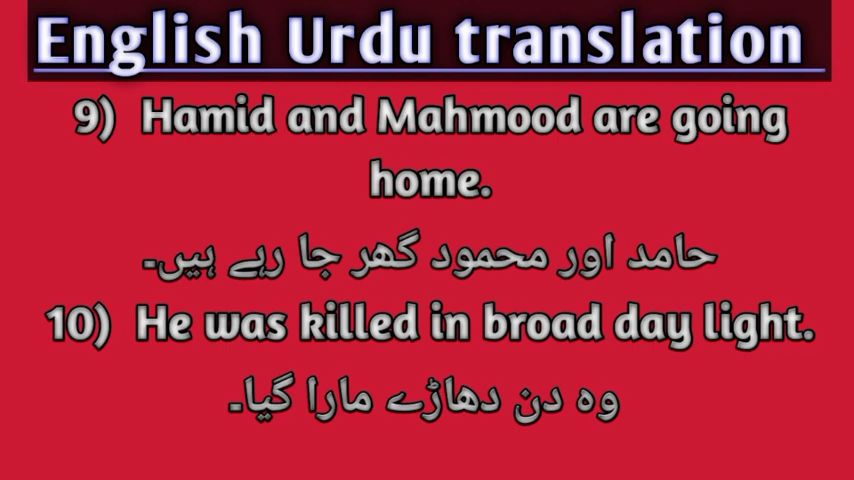 English Urdu translation
9) Hamid and Mahmood are going
home.
حامد اور محمود گھر جا رہے ہیں۔
10) He was killed in broad day light.
وہ دن دھاڑے مارا گیا۔